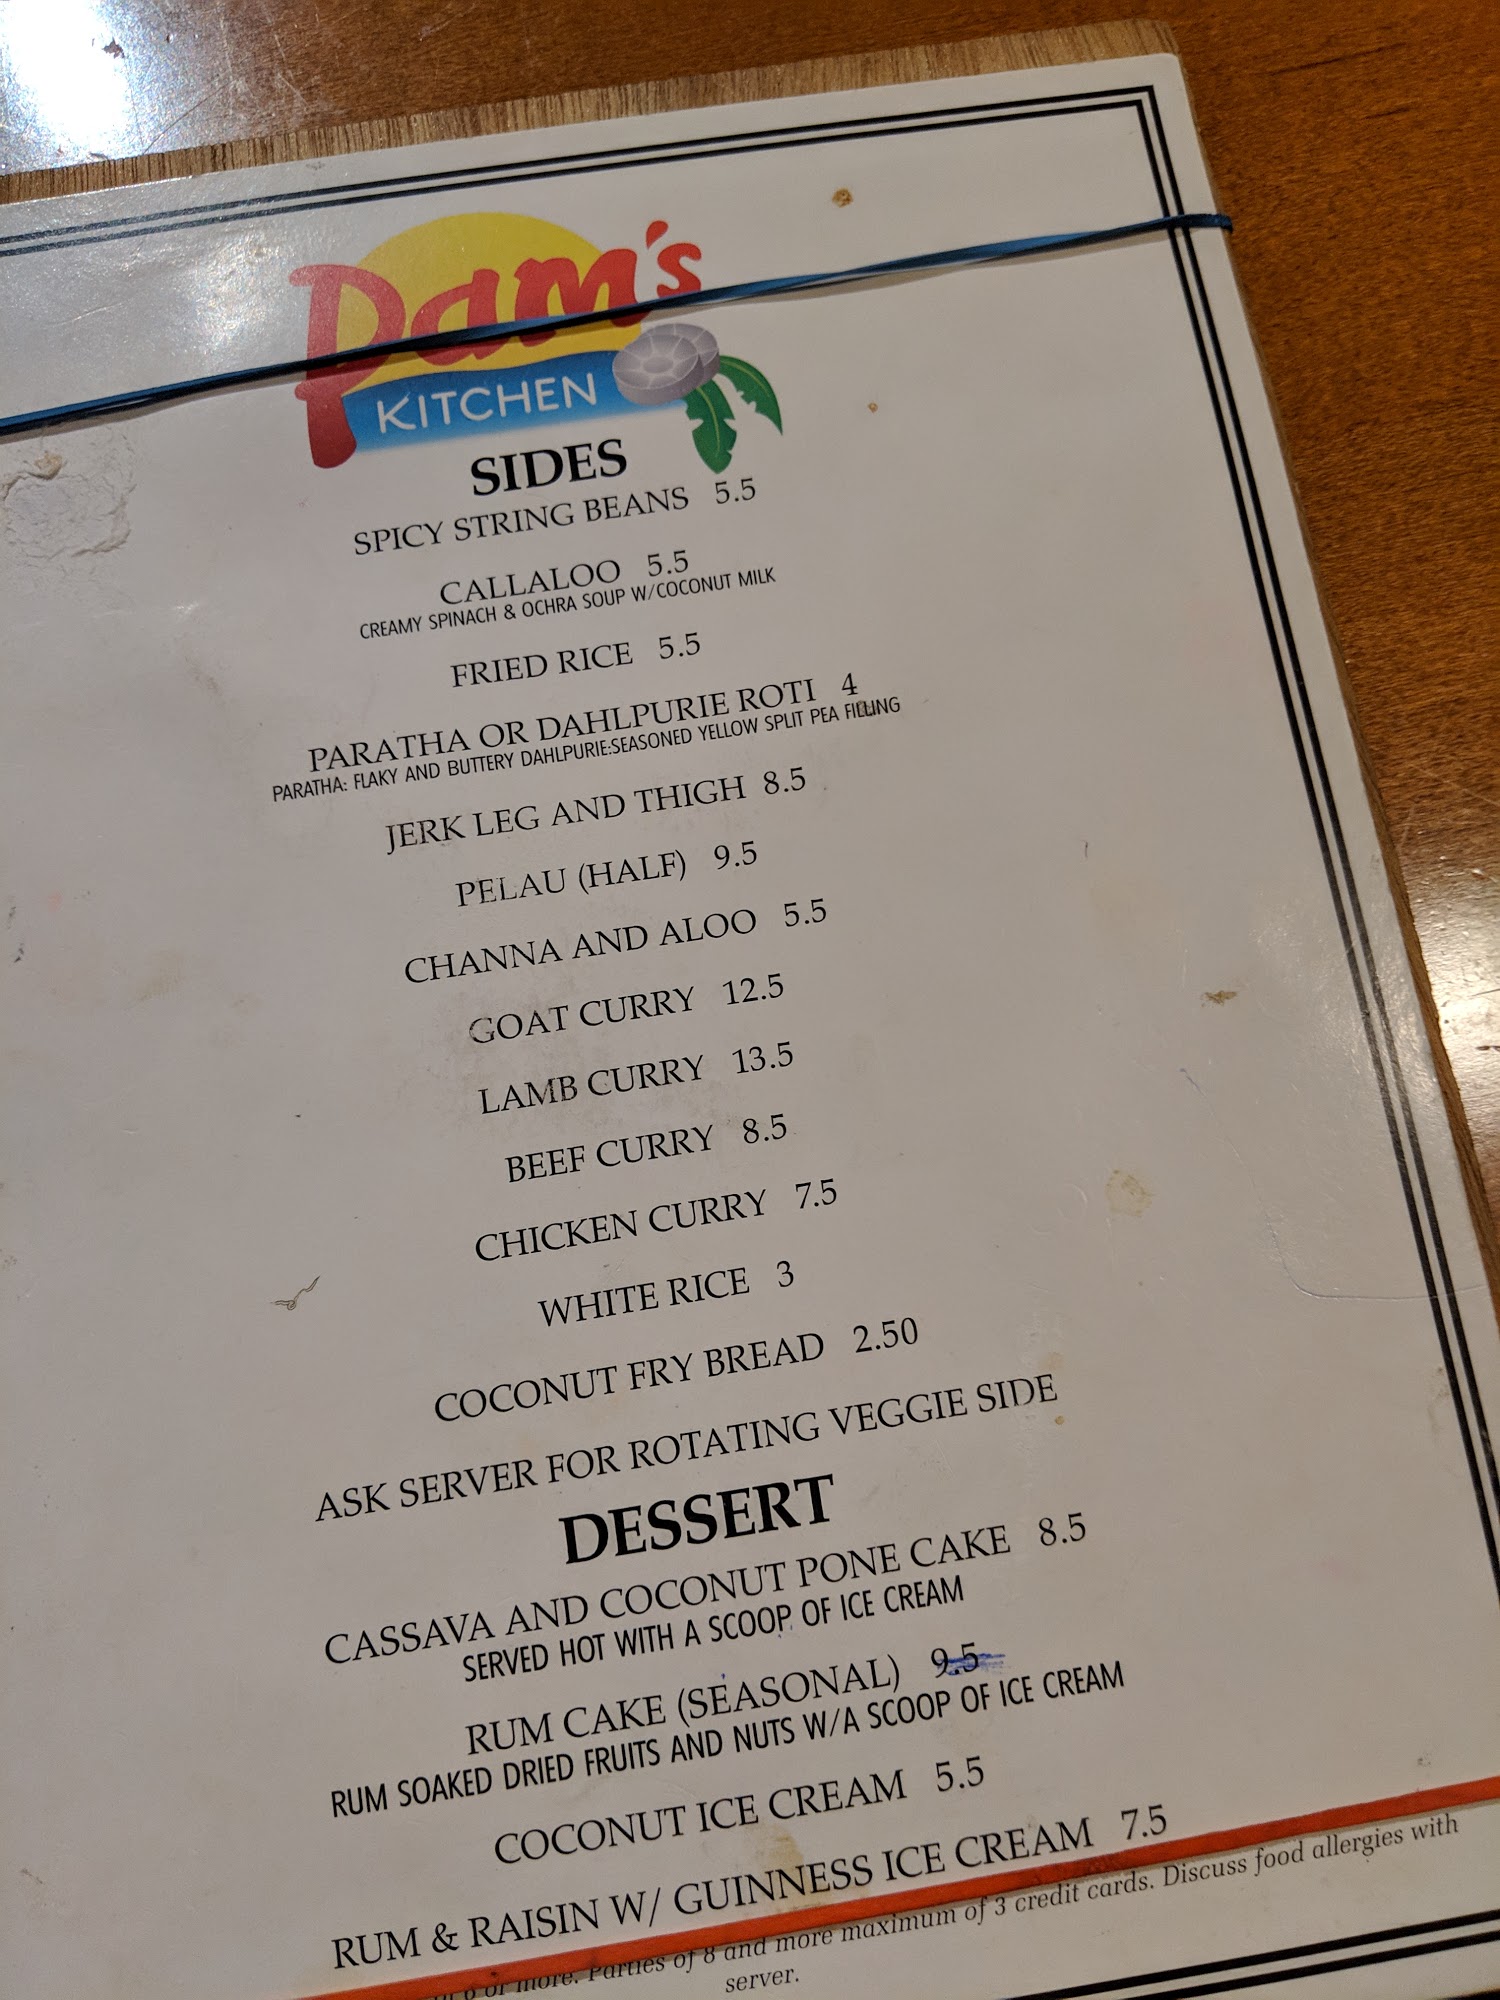 Pam's
KITCHEN
SIDES
SPICY STRING BEANS 5.5
CALLALOO 5.5
CREAMY SPINACH & OCHRA SOUP W/COCONUT MILK
FRIED RICE 5.5
PARATHA OR DAHLPURIE ROTI 4
PARATHA: FLAKY AND BUTTERY DAHLPURIE:SEASONED YELLOW SPLIT PEA FILLING
JERK LEG AND THIGH 8.5
PELAU (HALF) 9.5
CHANNA AND ALOO 5.5
GOAT CURRY 12.5
LAMB CURRY 13.5
BEEF CURRY 8.5
CHICKEN CURRY 7.5
WHITE RICE 3
COCONUT FRY BREAD 2.50
ASK SERVER FOR ROTATING VEGGIE SIDE
DESSERT
CASSAVA AND COCONUT PONE CAKE 8.5
SERVED HOT WITH A SCOOP OF ICE CREAM
RUM CAKE (SEASONAL) 9.5
RUM SOAKED DRIED FRUITS AND NUTS W/A SCOOP OF ICE CREAM
COCONUT ICE CREAM 5.5
RUM & RAISIN W/ GUINNESS ICE CREAM 7.5
6 or more. Parties of 8 and more maximum of 3 credit cards. Discuss food allergies with
server.